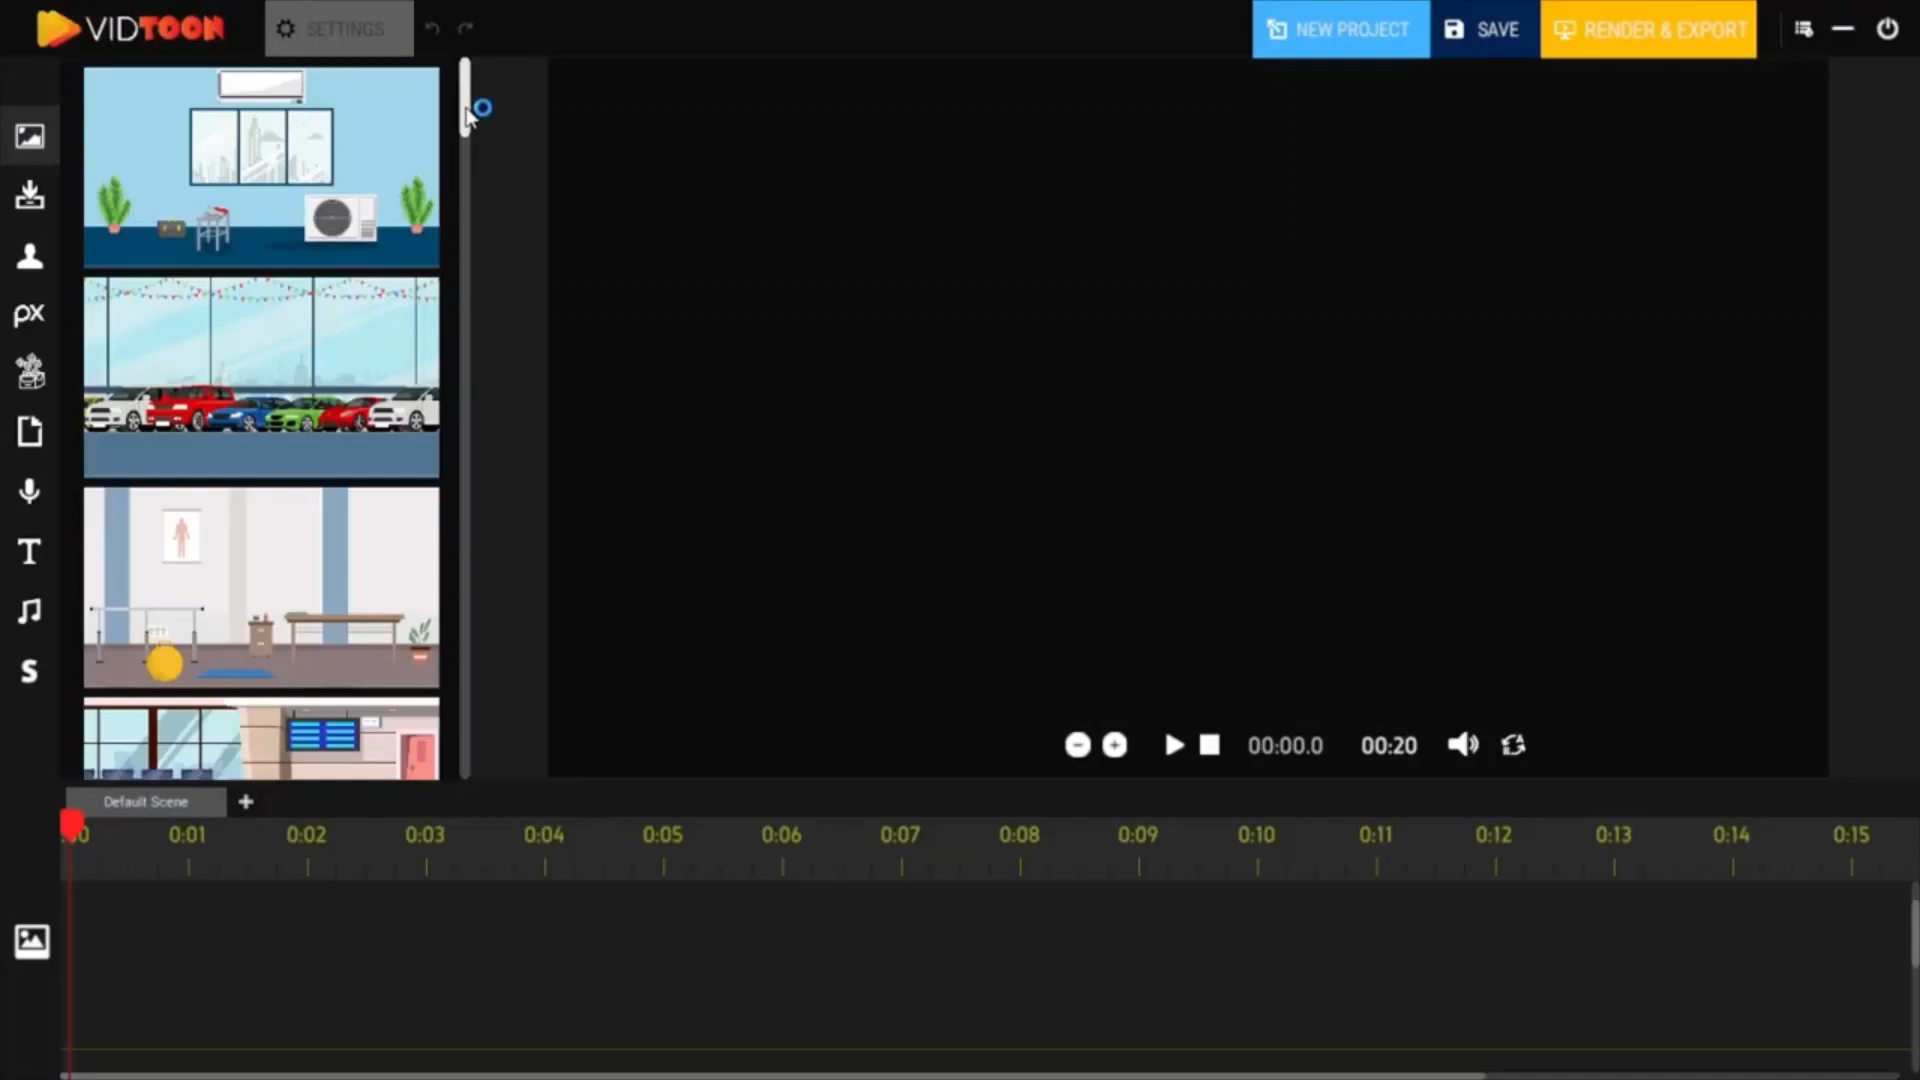 VIDTOON
SETTINGS
NEW PROJECT
SAVE
RENDER & EXPORT
px
T
S
00:00.0
00:20
Default Scene
0:01
0:02
0:03
0:04
0:05
0:06
0:07
0:08
0:09
0:10
0:11
0:12
0:13
0:14
0:15